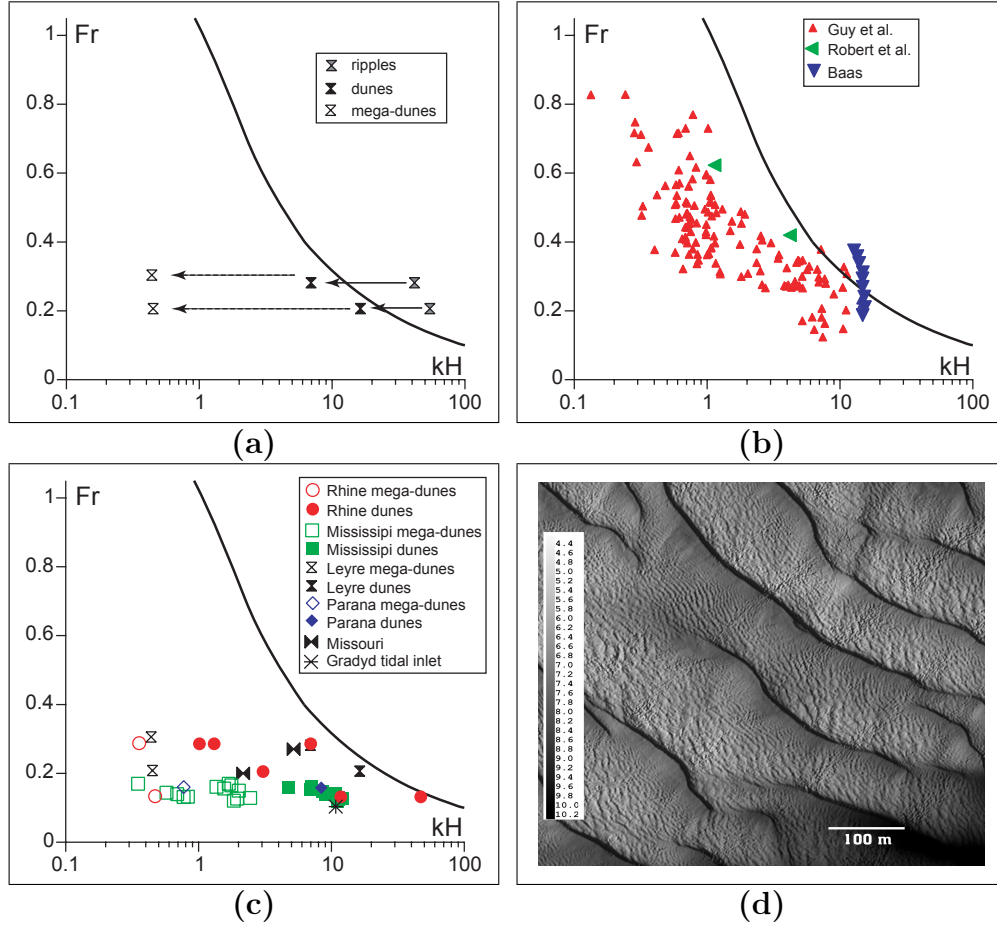 Fr
1
0.8
0.6
0.4
0.2
0
0.1
1
10
100
kH
ripples
dunes
mega-dunes
(a)
Fr
1
0.8
0.6
0.4
0.2
0
0.1
1
10
100
kH
Guy et al.
Robert et al.
Baas
(b)
Fr
1
0.8
0.6
0.4
0.2
0
0.1
1
10
100
kH
Rhine mega-dunes
Rhine dunes
Mississipi mega-dunes
Mississipi dunes
Leyre mega-dunes
Leyre dunes
Parana mega-dunes
Parana dunes
Missouri
Gradyd tidal inlet
(c)
4.4
4.6
4.8
5.0
5.2
5.4
5.6
5.8
6.0
6.2
6.4
6.6
6.8
7.0
7.2
7.4
7.6
7.8
8.0
8.2
8.4
8.6
8.8
9.0
9.2
9.4
9.6
9.8
10.0
10.2
100 m
(d)